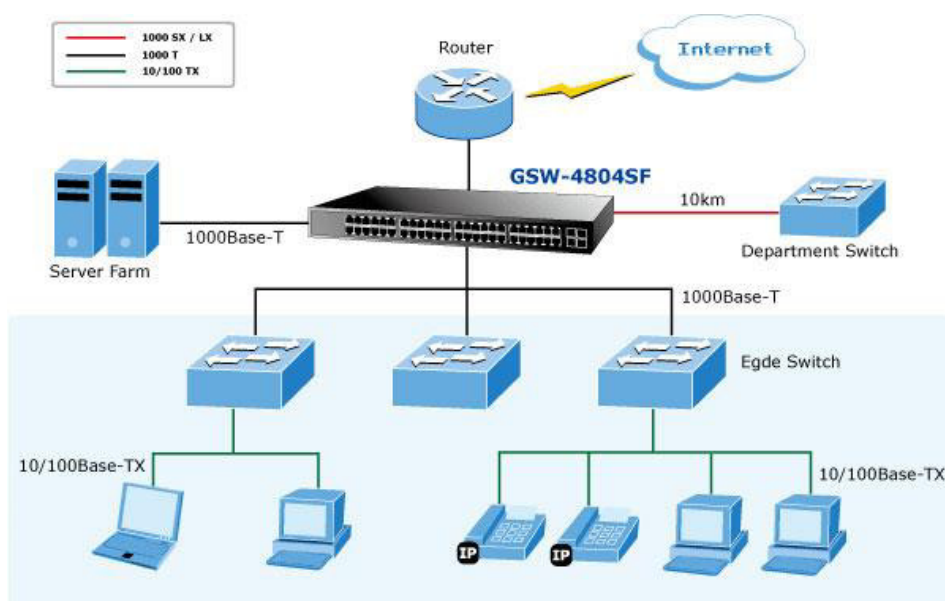 1000 SX / LX
1000 T
10/100 TX
Router
Internet
GSW-4804SF
10km
1000Base-T
Server Farm
Department Switch
1000Base-T
Egde Switch
10/100Base-TX
10/100Base-TX
IP
IP